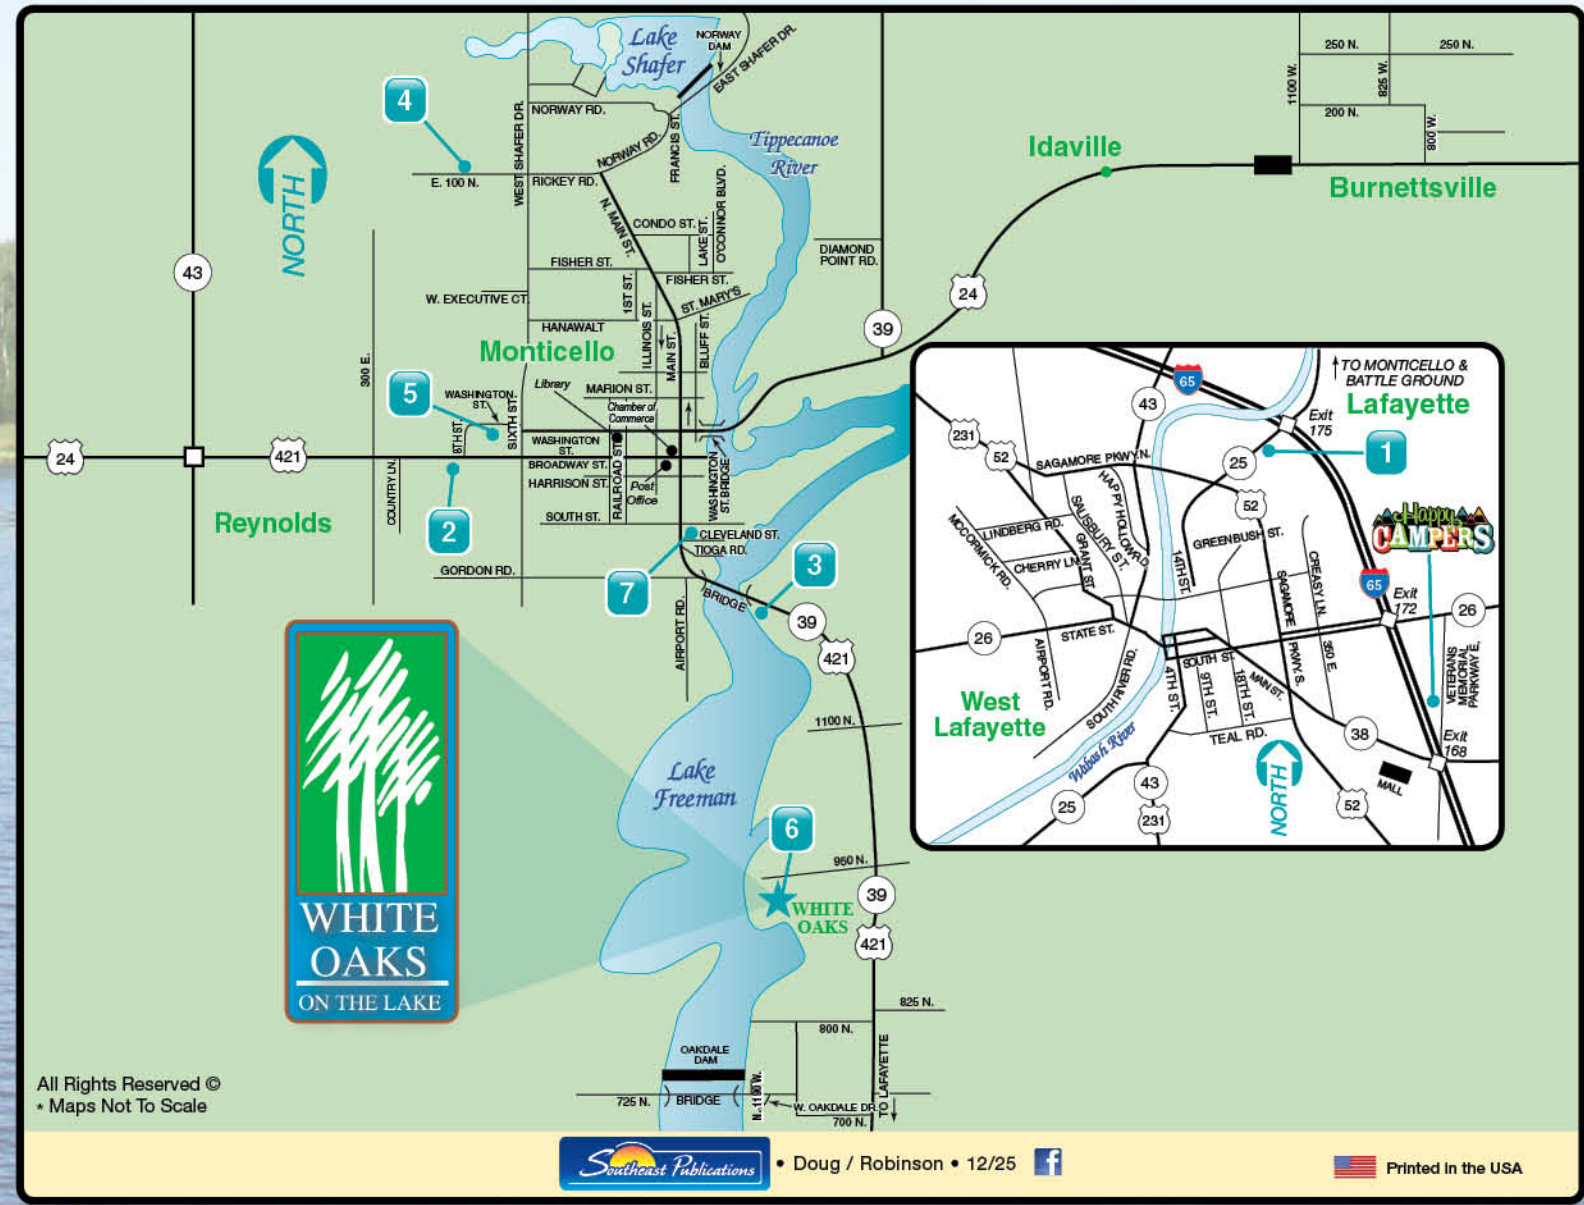 Lake
Shafer
NORWAY
DAM
EAST SHAFER DR.
4
NORTH
WEST SHAFER DR.
NORWAY RD.
NORWAY RD.
FRANCIS ST.
Tippecanoe
River
E. 100 N.
RICKEY RD.
N. MAIN ST.
CONDO ST.
LAKE ST.
O'CONNOR BLVD.
FISHER ST.
FISHER ST.
1ST ST.
ILLINOIS ST.
ST. MARY'S
W. EXECUTIVE CT.
HANAWALT
MAIN ST.
BLUFF ST.
DIAMOND
POINT RD.
250 N.
250 N.
1100 W.
825 W.
200 N.
800 W.
Idaville
Burnettsville
43
24
39
300 E.
Monticello
5
WASHINGTON
ST.
Library
MARION ST.
Chamber of
Commerce
8TH ST.
SIXTH ST.
WASHINGTON
ST.
BROADWAY ST.
HARRISON ST.
RAILROAD ST.
Post
Office
WASHINGTON
ST. BRIDGE
24
421
Reynolds
COUNTRY LN.
2
SOUTH ST.
CLEVELAND ST.
TIOGA RD.
GORDON RD.
7
3
BRIDGE
AIRPORT RD.
39
421
1100 N.
WHITE
OAKS
ON THE LAKE
Lake
Freeman
6
950 N.
WHITE
OAKS
39
421
825 N.
800 N.
OAKDALE
DAM
725 N.
BRIDGE
N. 1190 W.
W. OAKDALE DR.
700 N.
TO LAFAYETTE
TO MONTICELLO &
BATTLE GROUND
Lafayette
65
43
Exit
175
231
52
SAGAMORE PKWY. N.
25
1
52
Happy
CAMPERS
MCCORMICK RD.
LINDBERG RD.
SALISBURY ST.
HAPPY HOLLOW RD.
CHERRY LN.
GRANT ST.
14TH ST.
GREENBUSH ST.
SAGAMORE
PKWY. S.
CREASY LN.
350 E.
65
Exit
172
26
26
STATE ST.
AIRPORT RD.
SOUTH RIVER RD.
SOUTH ST.
4TH ST.
9TH ST.
18TH ST.
MAIN ST.
VETERANS
MEMORIAL
PARKWAY E.
West
Lafayette
Wabash River
TEAL RD.
38
Exit
168
MALL
NORTH
43
25
231
52
All Rights Reserved ©
* Maps Not To Scale
Southeast Publications
• Doug / Robinson • 12/25
f
Printed in the USA